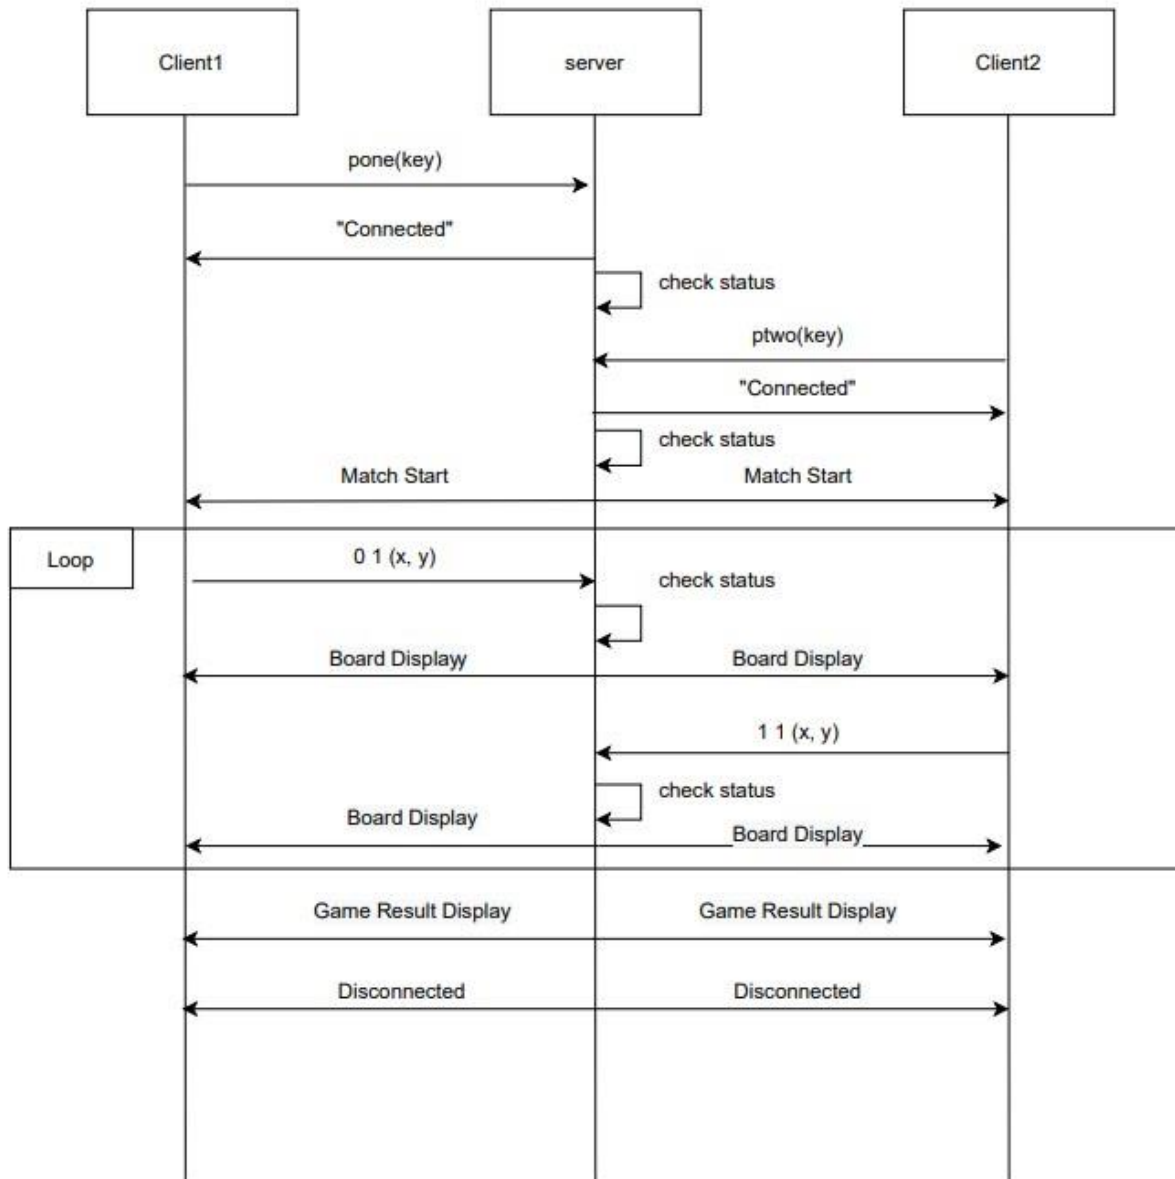 Client1
server
Client2
pone(key)
"Connected"
check status
ptwo(key)
"Connected"
check status
Match Start
Match Start
Loop
0 1 (x, y)
check status
Board Displayy
Board Display
1 1 (x, y)
check status
Board Display
Board Display
Game Result Display
Game Result Display
Disconnected
Disconnected